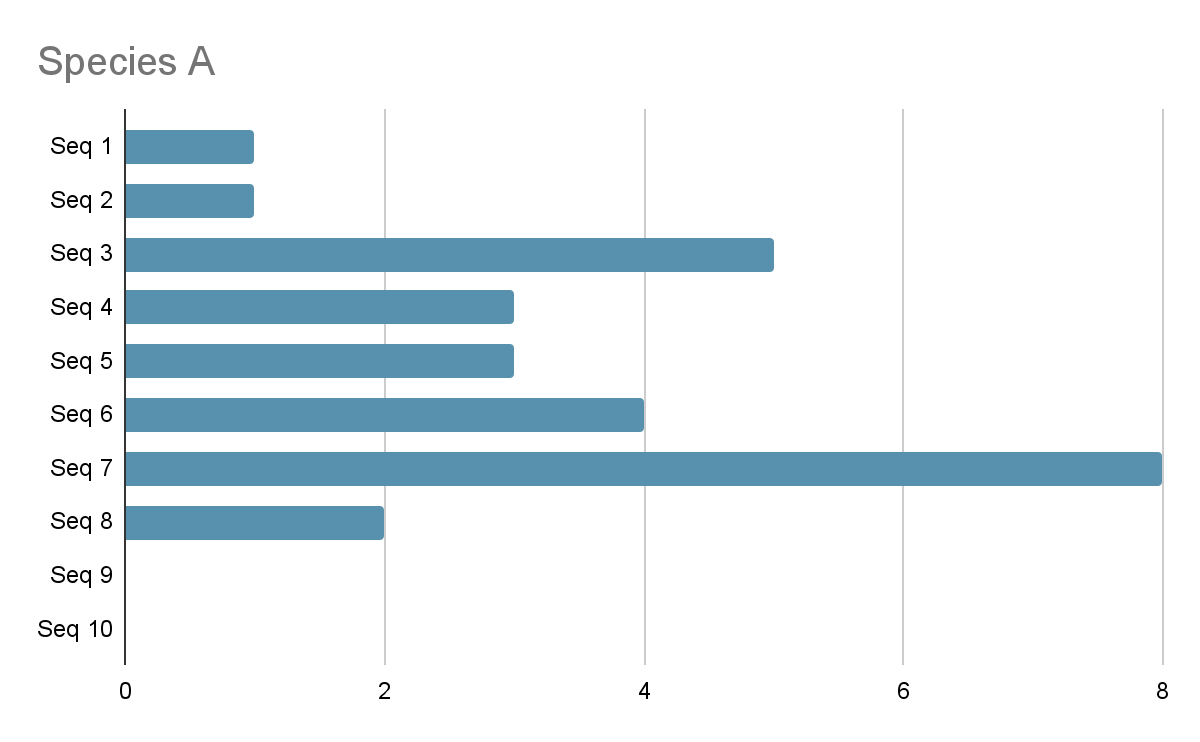 Species A
Seq 1
Seq 2
Seq 3
Seq 4
Seq 5
Seq 6
Seq 7
Seq 8
Seq 9
Seq 10
0 2 4 6 8